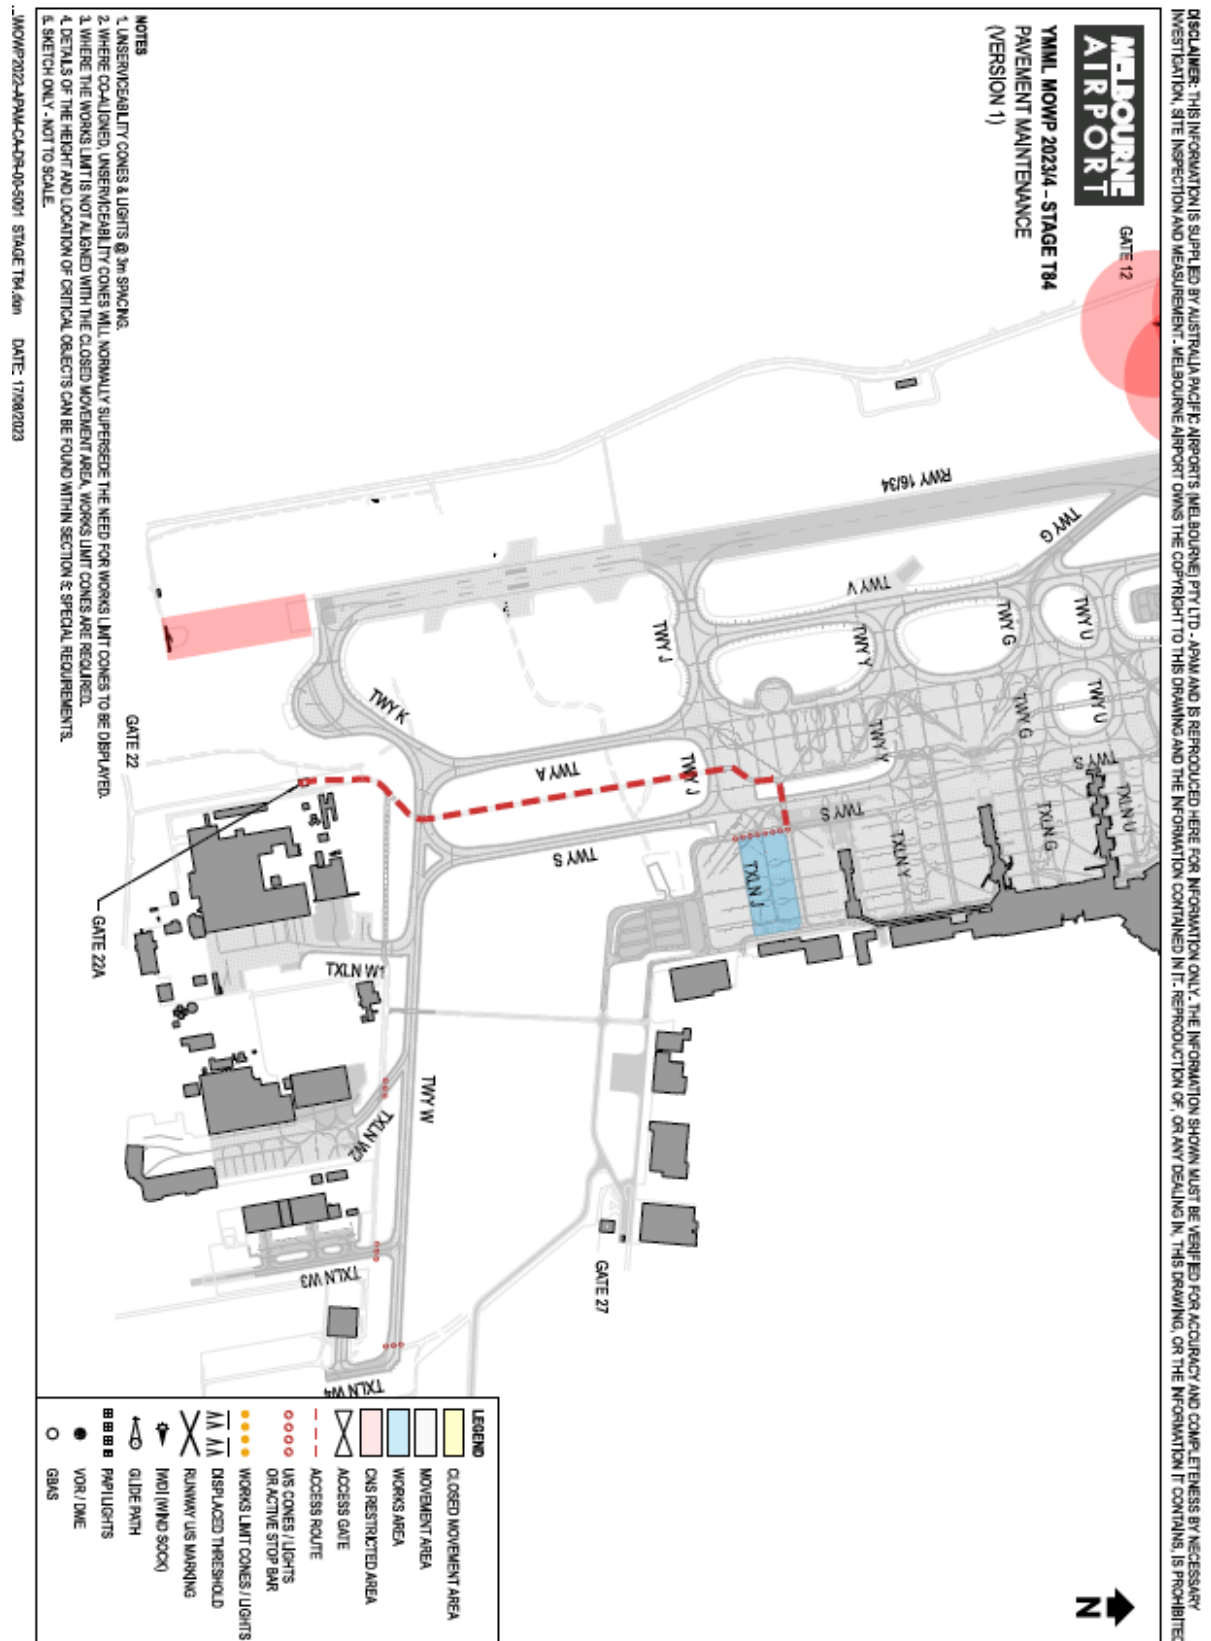 DISCLAIMER: THIS INFORMATION IS SUPPLIED BY AUSTRALIA PACIFIC AIRPORTS (MELBOURNE) PTY LTD - APAM AND IS REPRODUCED HERE FOR INFORMATION ONLY. THE INFORMATION SHOWN MUST BE VERIFIED FOR ACCURACY AND COMPLETENESS BY NECESSARY
INVESTIGATION, SITE INSPECTION AND MEASUREMENT. MELBOURNE AIRPORT OWNS THE COPYRIGHT TO THIS DRAWING AND THE INFORMATION CONTAINED IN IT. REPRODUCTION OF, OR ANY DEALING IN, THIS DRAWING, OR THE INFORMATION IT CONTAINS, IS PROHIBITED
MELBOURNE
AIRPORT
YMML MOWP 2023/4 - STAGE T84
PAVEMENT MAINTENANCE
(VERSION 1)
GATE 12
RWY 16/34
TWY G
TWY V
TWY U
TWY G
TWY Y
TWY J
TWY U
TWY G
TWY Y
TWY K
TWY S
TWY A
TWY J
TWY S
TXLN U
TXLN G
TXLN Y
TWY S
TXLN J
GATE 22
GATE 22A
TXLN W1
TWY W
TXLN W2
TXLN W3
GATE 27
TXLN W4
LEGEND
CLOSED MOVEMENT AREA
MOVEMENT AREA
WORKS AREA
CNS RESTRICTED AREA
ACCESS GATE
ACCESS ROUTE
U/S CONES / LIGHTS
OR ACTIVE STOP BAR
WORKS LIMIT CONES / LIGHTS
DISPLACED THRESHOLD
RUNWAY U/S MARKING
IWDI (WIND SOCK)
GLIDE PATH
PAPI LIGHTS
VOR / DME
GBAS
N
NOTES
1. UNSERVICEABILITY CONES & LIGHTS @ 3m SPACING.
2. WHERE CO-ALIGNED, UNSERVICEABILITY CONES WILL NORMALLY SUPERSEDE THE NEED FOR WORKS LIMIT CONES TO BE DISPLAYED.
3. WHERE THE WORKS LIMIT IS NOT ALIGNED WITH THE CLOSED MOVEMENT AREA, WORKS LIMIT CONES ARE REQUIRED.
4. DETAILS OF THE HEIGHT AND LOCATION OF CRITICAL OBJECTS CAN BE FOUND WITHIN SECTION 5: SPECIAL REQUIREMENTS.
5. SKETCH ONLY - NOT TO SCALE.
...\MOWP2022-APAM-CA-DR-00-5001 STAGE T84.dgn DATE: 17/08/2023